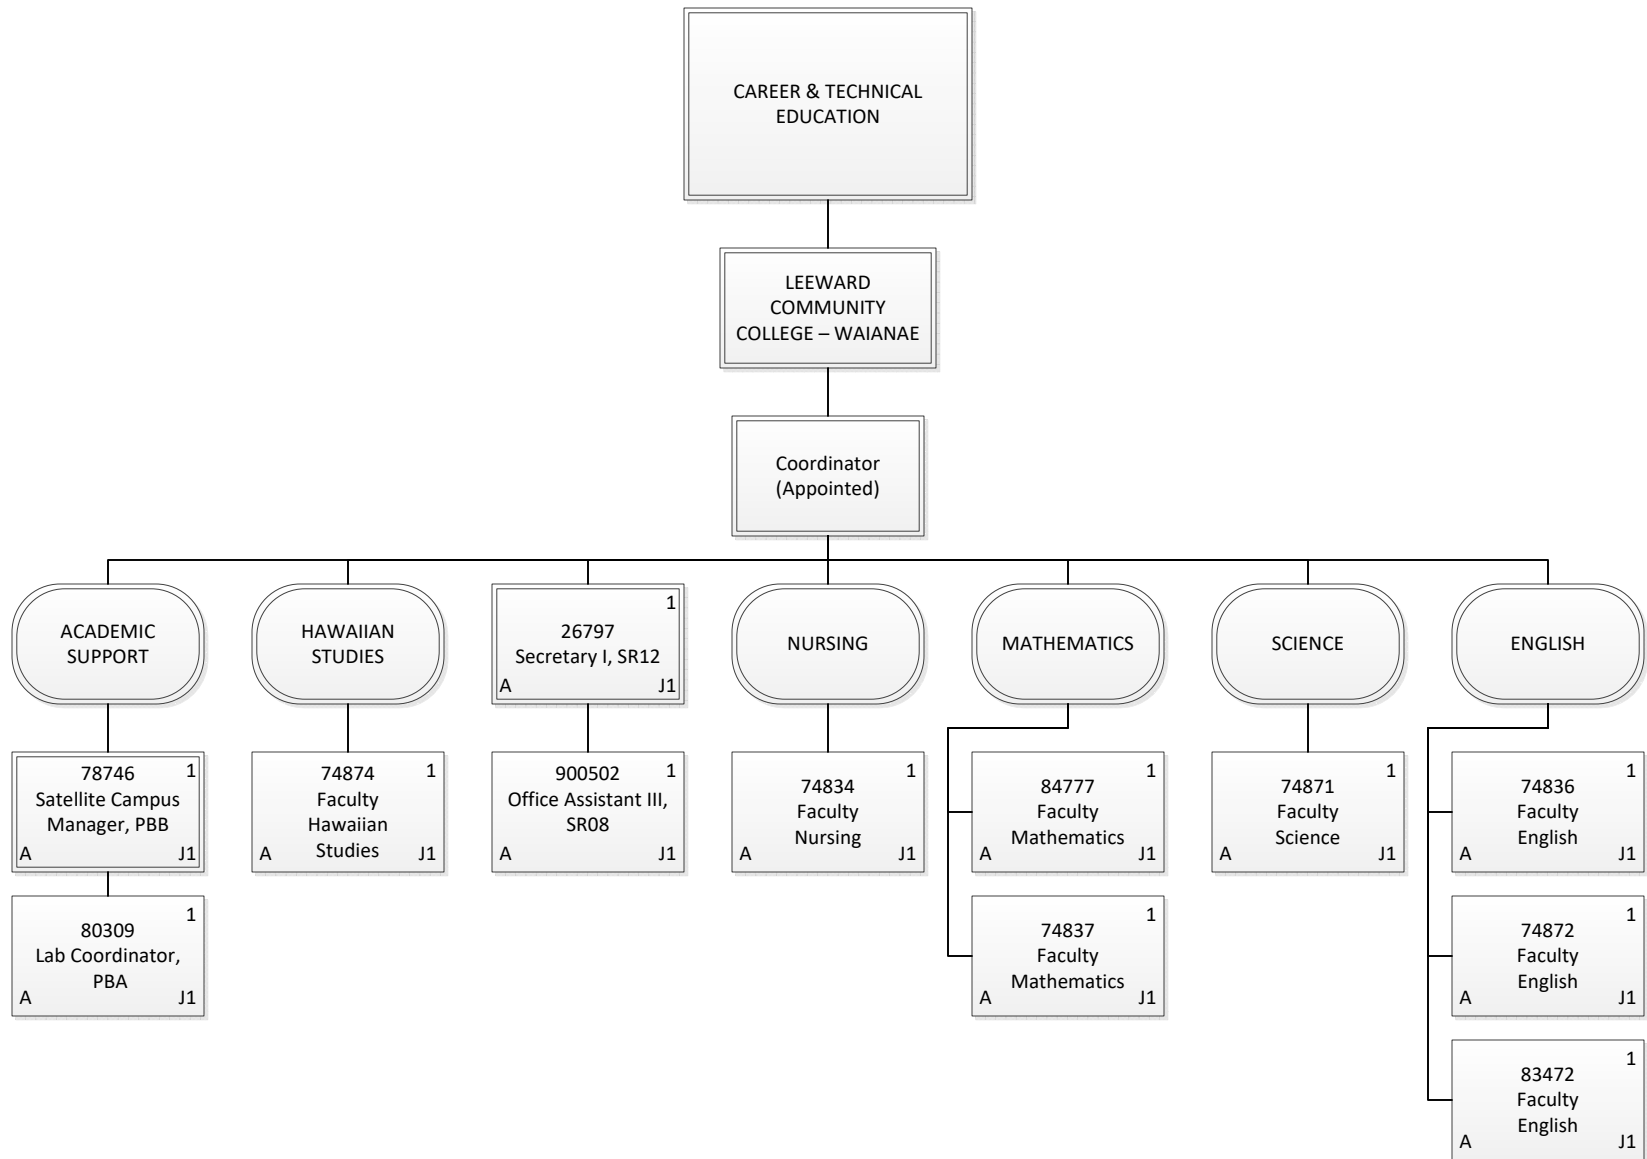 CAREER & TECHNICAL
EDUCATION
LEEWARD
COMMUNITY
COLLEGE – WAIANAE
Coordinator
(Appointed)
ACADEMIC
SUPPORT
HAWAIIAN
STUDIES
1
26797
Secretary I, SR12
A J1
NURSING
MATHEMATICS
SCIENCE
ENGLISH
78746 1
Satellite Campus
Manager, PBB
A J1
74874 1
Faculty
Hawaiian
Studies
A J1
900502 1
Office Assistant III,
SR08
A J1
1
74834
Faculty
Nursing
A J1
1
84777
Faculty
Mathematics
A J1
1
74871
Faculty
Science
A J1
1
74836
Faculty
English
A J1
1
80309
Lab Coordinator,
PBA
A J1
1
74837
Faculty
Mathematics
A J1
1
74872
Faculty
English
A J1
1
83472
Faculty
English
A J1